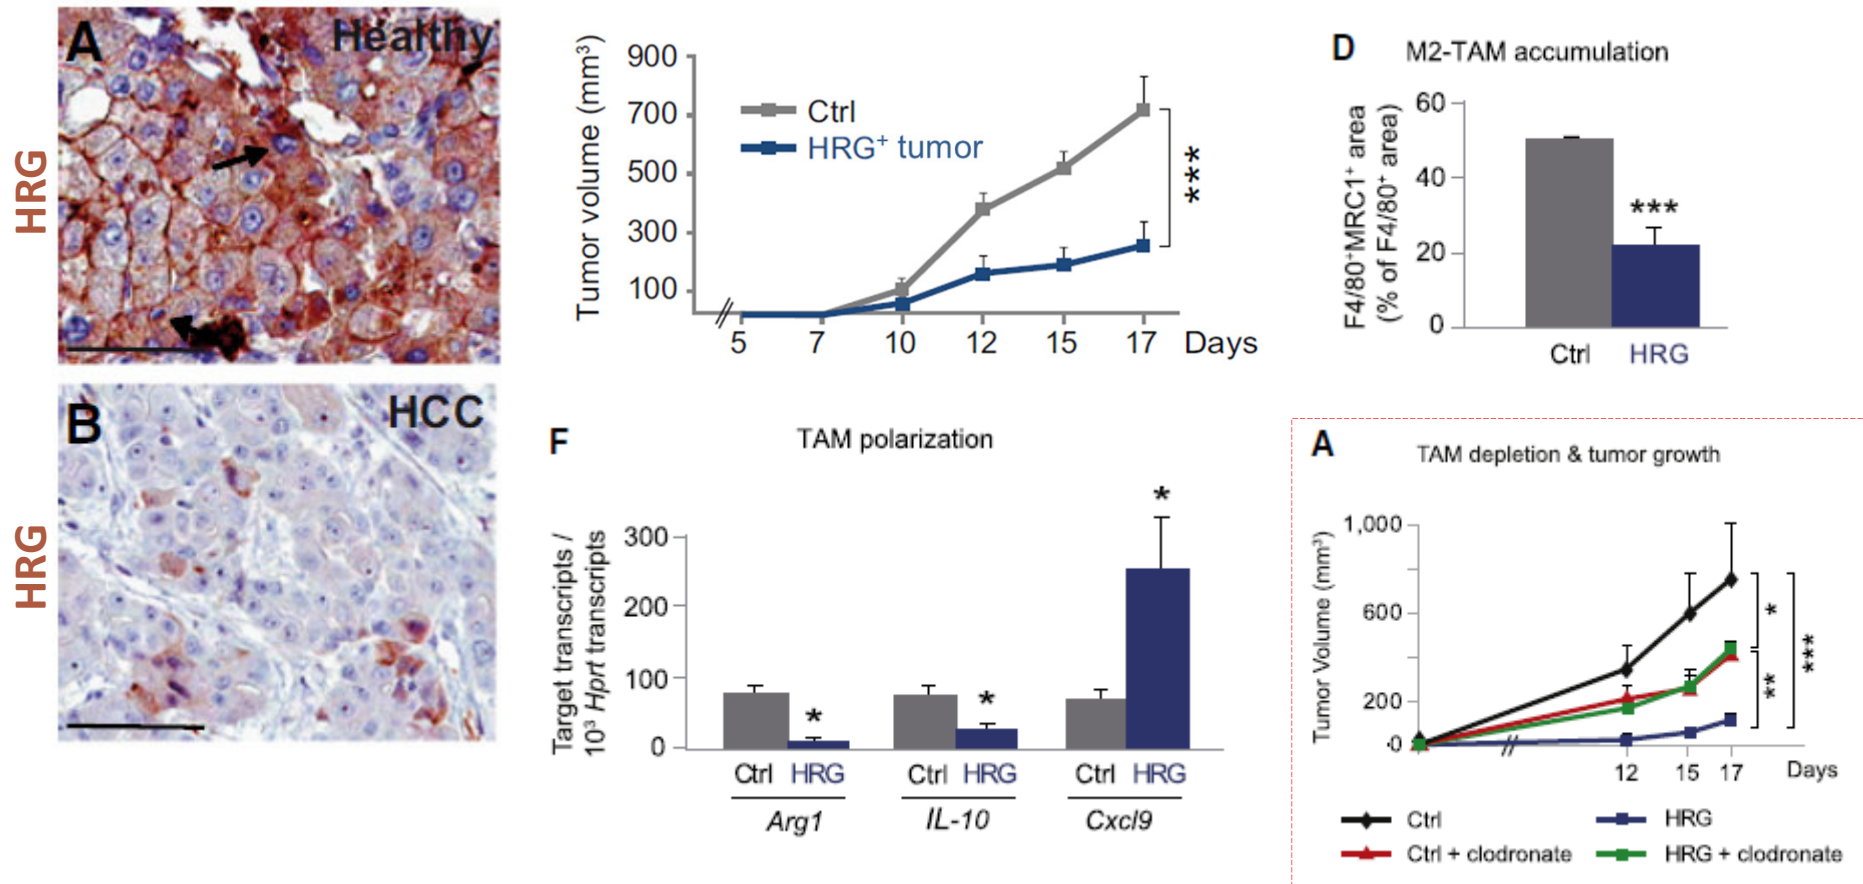 A
Healthy
HRG
B
HCC
HRG
Tumor volume (mm³)
900
700
500
300
100
Ctrl
HRG⁺ tumor
***
5 7 10 12 15 17 Days
D
M2-TAM accumulation
F4/80⁺MRC1⁺ area
(% of F4/80⁺ area)
60
40
20
0
***
Ctrl HRG
F
TAM polarization
Target transcripts /
10³ Hprt transcripts
300
200
100
0
*
*
*
Ctrl HRG Ctrl HRG Ctrl HRG
Arg1 IL-10 Cxcl9
A
TAM depletion & tumor growth
Tumor Volume (mm³)
1,000
600
200
0
*
**
***
12 15 17 Days
Ctrl HRG
Ctrl + clodronate HRG + clodronate